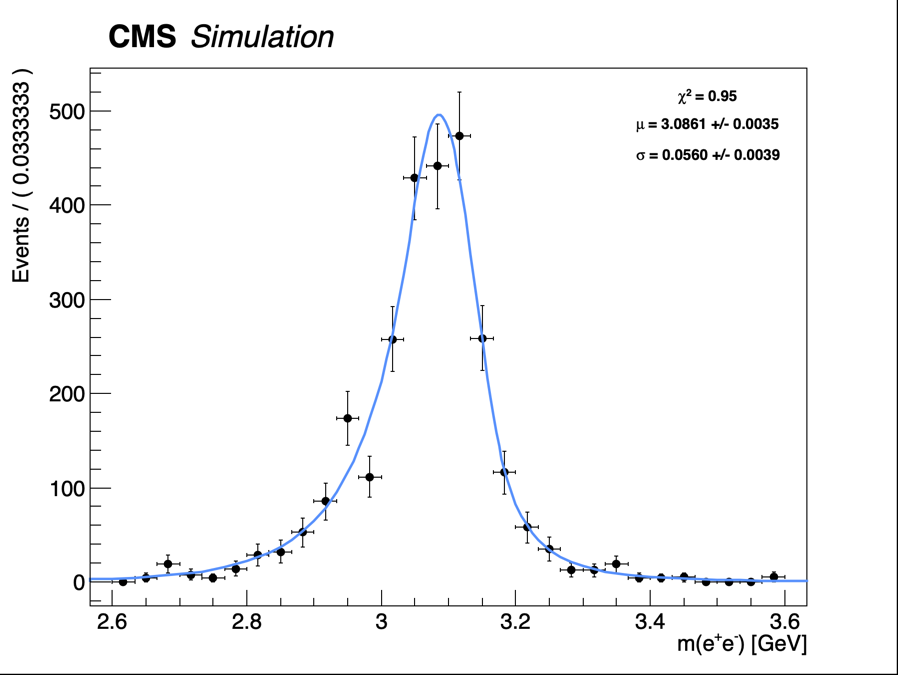 CMS Simulation
Events / ( 0.0333333 )
χ² = 0.95
μ = 3.0861 +/- 0.0035
σ = 0.0560 +/- 0.0039
500
400
300
200
100
0
2.6 2.8 3 3.2 3.4 3.6
m(e⁺e⁻) [GeV]